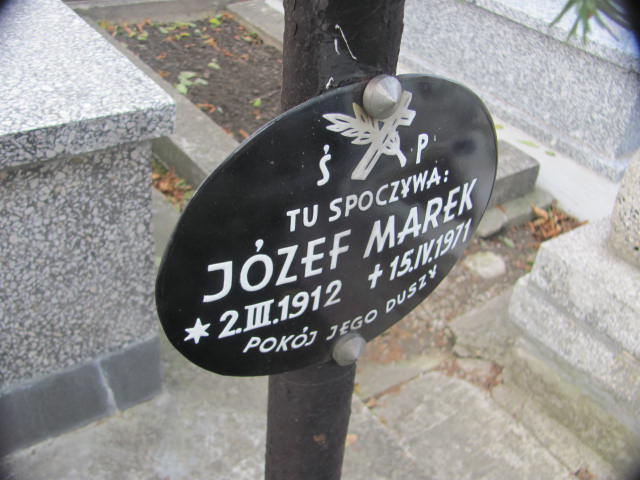 Ś P
TU SPOCZYWA:
JÓZEF MAREK
* 2.III.1912 + 15.IV.1971
POKÓJ JEGO DUSZY